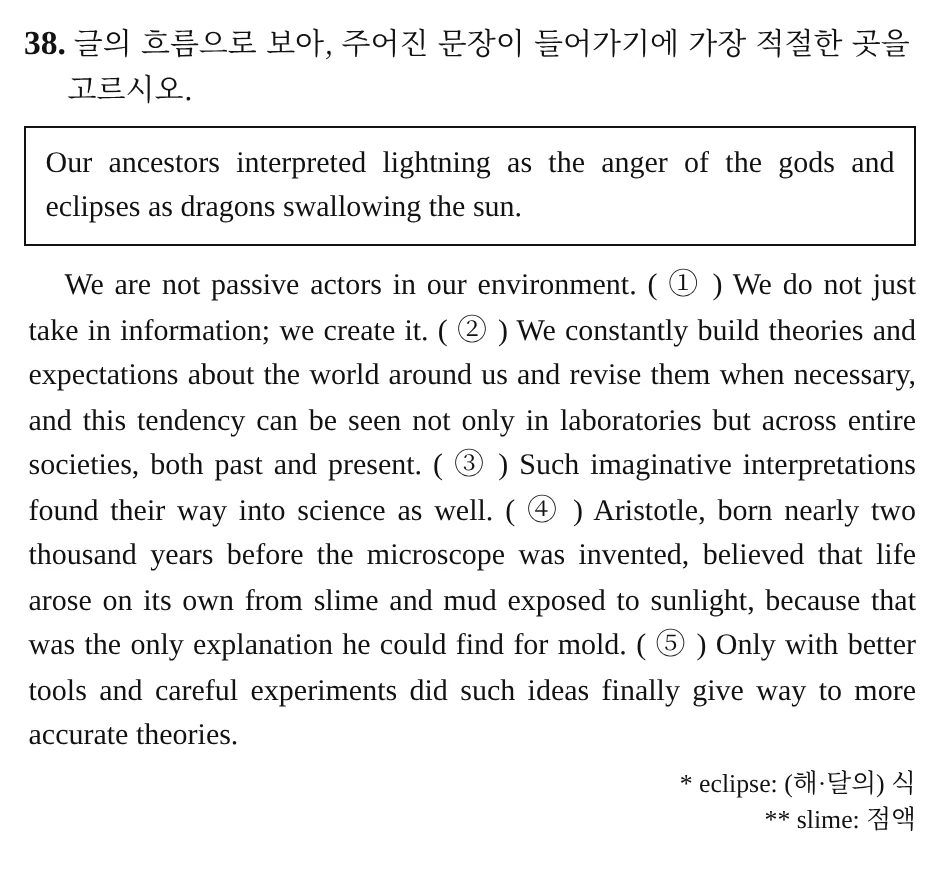 38. 글의 흐름으로 보아, 주어진 문장이 들어가기에 가장 적절한 곳을
고르시오.
Our ancestors interpreted lightning as the anger of the gods and
eclipses as dragons swallowing the sun.
We are not passive actors in our environment. ( ① ) We do not just
take in information; we create it. ( ② ) We constantly build theories and
expectations about the world around us and revise them when necessary,
and this tendency can be seen not only in laboratories but across entire
societies, both past and present. ( ③ ) Such imaginative interpretations
found their way into science as well. ( ④ ) Aristotle, born nearly two
thousand years before the microscope was invented, believed that life
arose on its own from slime and mud exposed to sunlight, because that
was the only explanation he could find for mold. ( ⑤ ) Only with better
tools and careful experiments did such ideas finally give way to more
accurate theories.
* eclipse: (해·달의) 식
** slime: 점액